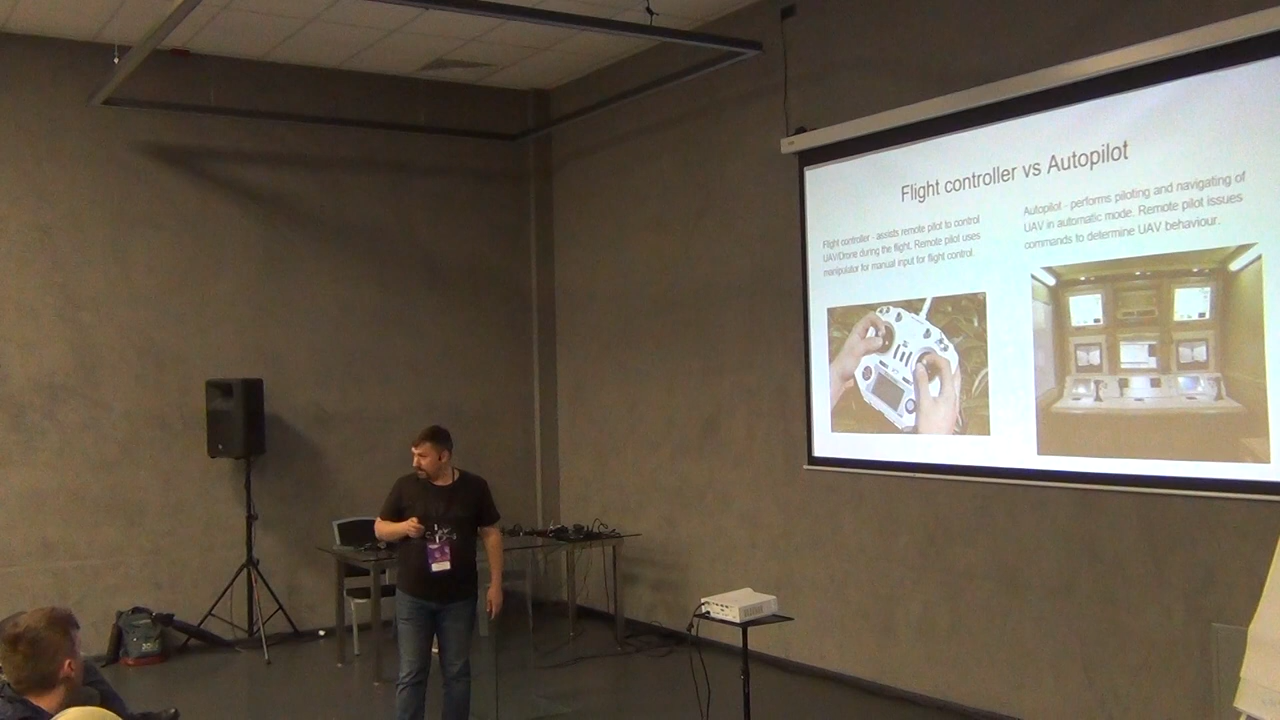 Flight controller vs Autopilot
Flight controller - assists remote pilot to control
UAV/Drone during the flight. Remote pilot uses
manipulator for manual input for flight control.
Autopilot - performs piloting and navigating of
UAV in automatic mode. Remote pilot issues
commands to determine UAV behaviour.